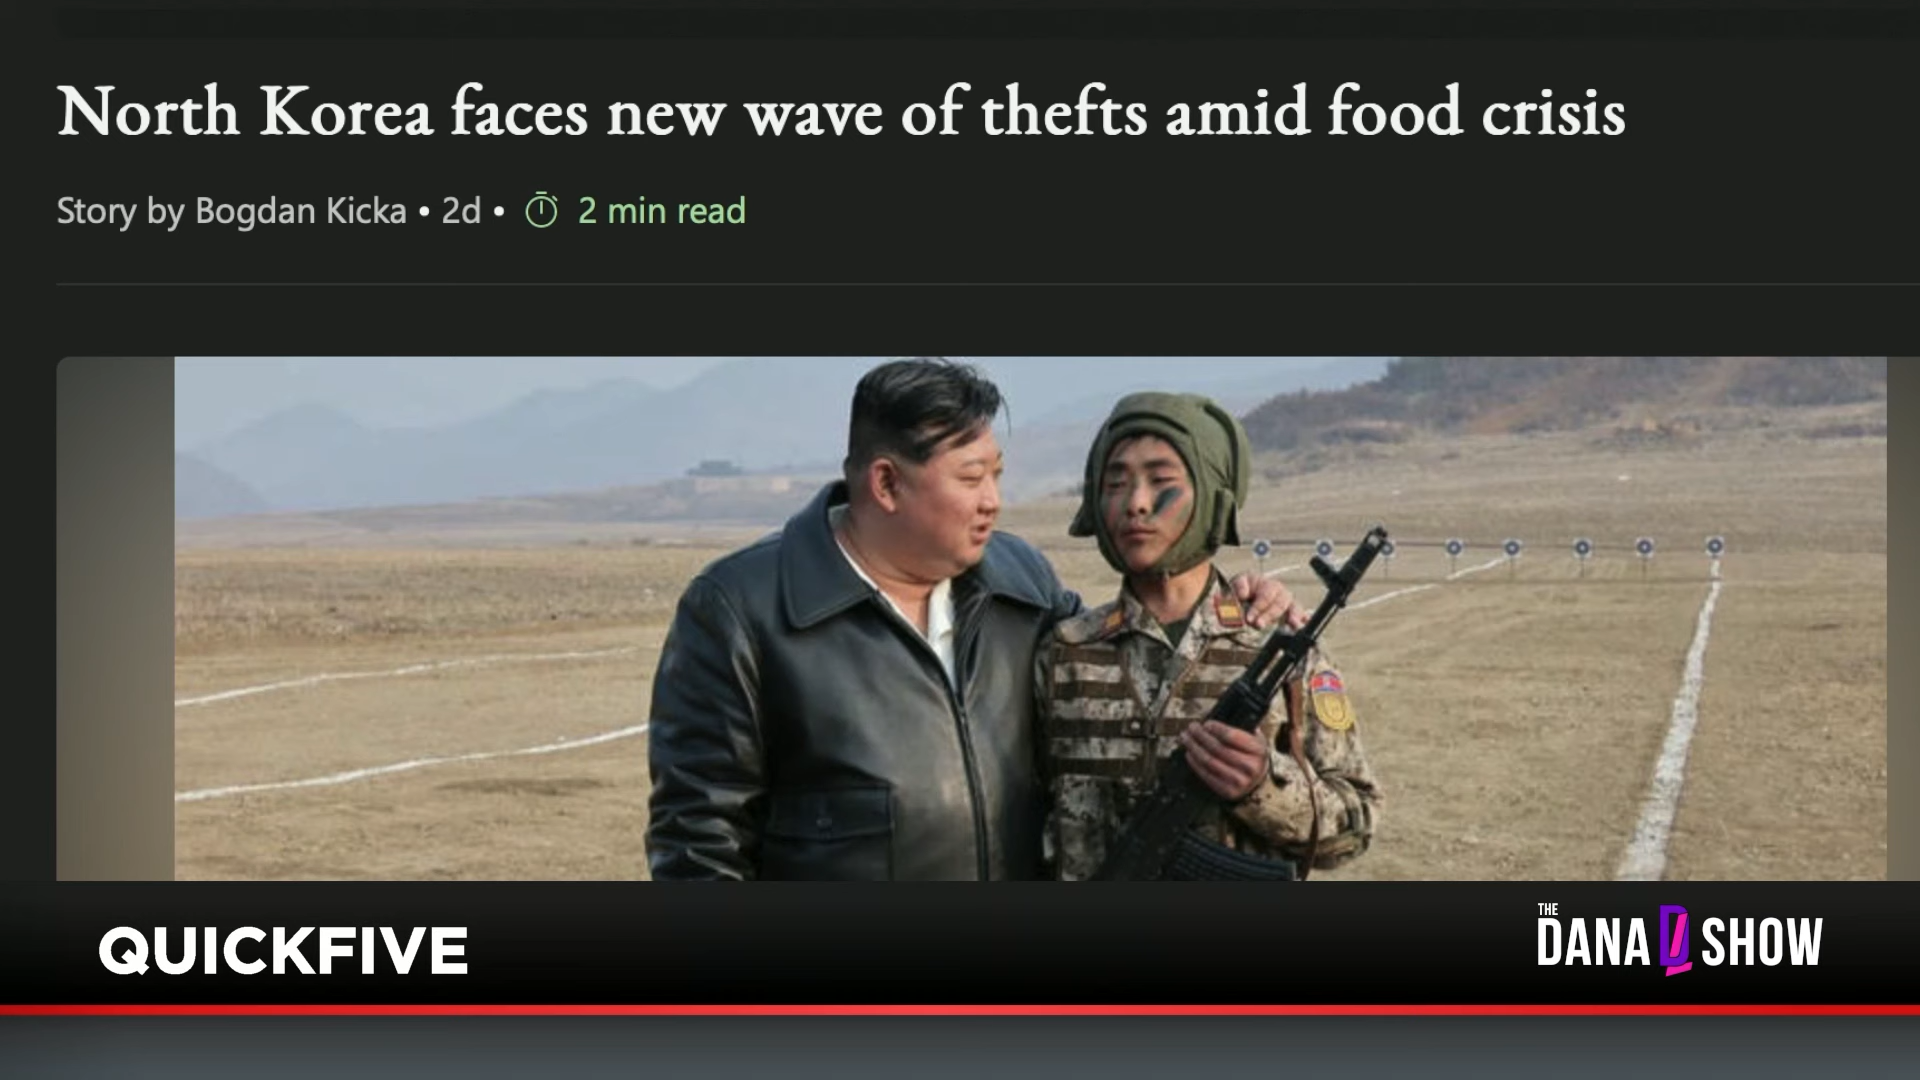 North Korea faces new wave of thefts amid food crisis
Story by Bogdan Kicka • 2d • 2 min read
QUICKFIVE
THE
DANA D SHOW